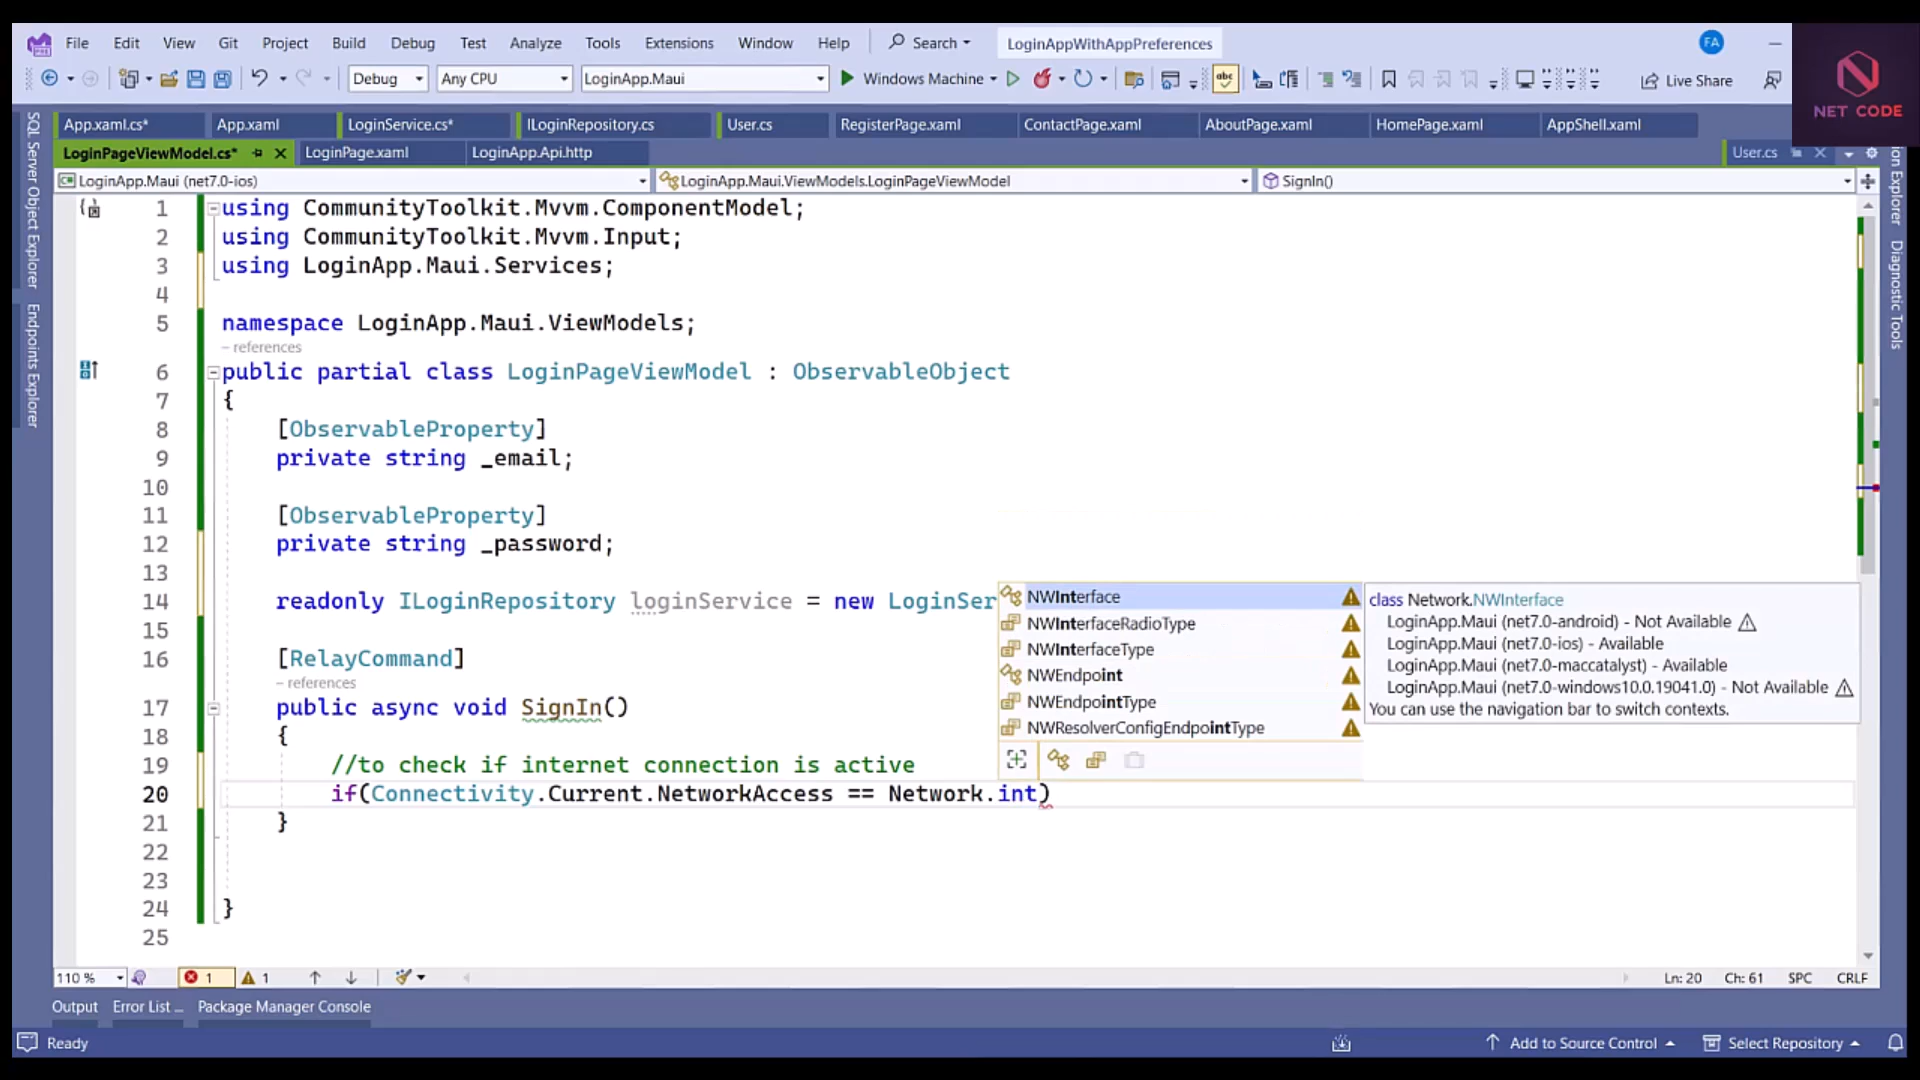 File Edit View Git Project Build Debug Test Analyze Tools Extensions Window Help Search LoginAppWithAppPreferences FA
Debug Any CPU LoginApp.Maui Windows Machine Live Share
NET CODE
App.xaml.cs* App.xaml LoginService.cs* ILoginRepository.cs User.cs RegisterPage.xaml ContactPage.xaml AboutPage.xaml HomePage.xaml AppShell.xaml
LoginPageViewModel.cs* LoginPage.xaml LoginApp.Api.http User.cs
LoginApp.Maui (net7.0-ios) LoginApp.Maui.ViewModels.LoginPageViewModel SignIn()
SQL Server Object Explorer
Endpoints Explorer
Explorer
Diagnostic Tools
1 using CommunityToolkit.Mvvm.ComponentModel;
2 using CommunityToolkit.Mvvm.Input;
3 using LoginApp.Maui.Services;
4
5 namespace LoginApp.Maui.ViewModels;
– references
6 public partial class LoginPageViewModel : ObservableObject
7 {
8 [ObservableProperty]
9 private string _email;
10
11 [ObservableProperty]
12 private string _password;
13
14 readonly ILoginRepository loginService = new LoginSer
15
16 [RelayCommand]
– references
17 public async void SignIn()
18 {
19 //to check if internet connection is active
20 if(Connectivity.Current.NetworkAccess == Network.int)
21 }
22
23
24 }
25
NWInterface
NWInterfaceRadioType
NWInterfaceType
NWEndpoint
NWEndpointType
NWResolverConfigEndpointType
class Network.NWInterface
LoginApp.Maui (net7.0-android) - Not Available
LoginApp.Maui (net7.0-ios) - Available
LoginApp.Maui (net7.0-maccatalyst) - Available
LoginApp.Maui (net7.0-windows10.0.19041.0) - Not Available
You can use the navigation bar to switch contexts.
110 % 1 1 Ln: 20 Ch: 61 SPC CRLF
Output Error List ... Package Manager Console
Ready Add to Source Control Select Repository